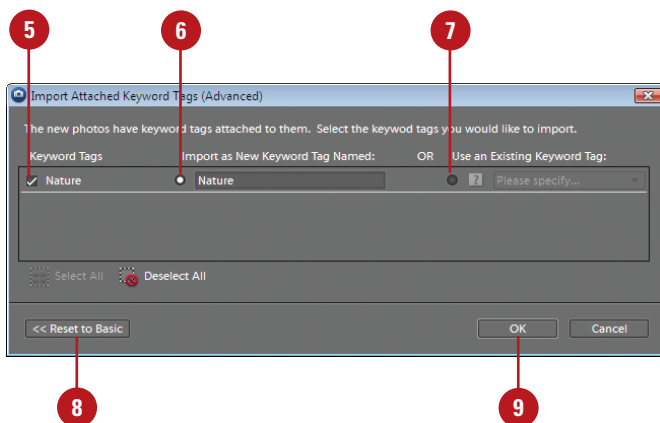 5 6 7
Import Attached Keyword Tags (Advanced)
The new photos have keyword tags attached to them. Select the keywod tags you would like to import.
Keyword Tags Import as New Keyword Tag Named: OR Use an Existing Keyword Tag:
Nature Nature ? Please specify...
Select All Deselect All
<< Reset to Basic OK Cancel
8 9